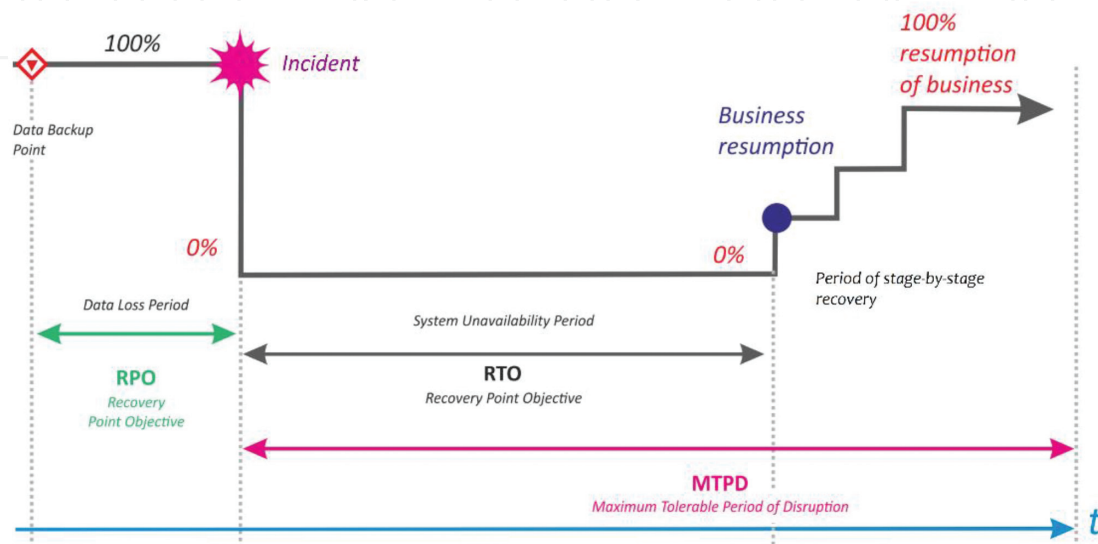 100%
Incident
100%
resumption
of business
Data Backup
Point
Business
resumption
0%
0%
Period of stage-by-stage
recovery
Data Loss Period
System Unavailability Period
RPO
Recovery
Point Objective
RTO
Recovery Point Objective
MTPD
Maximum Tolerable Period of Disruption
t